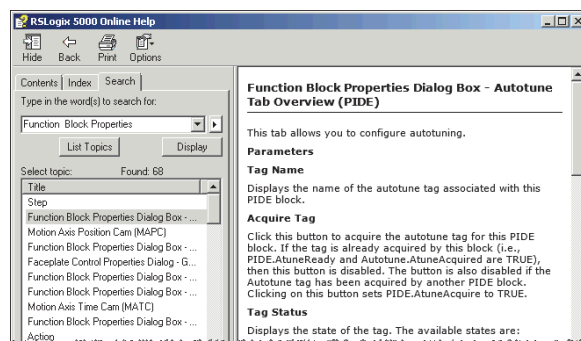 RSLogix 5000 Online Help
Hide Back Print Options
Contents Index Search
Type in the word(s) to search for:
Function Block Properties
List Topics Display
Select topic: Found: 68
Title
Step
Function Block Properties Dialog Box - ...
Motion Axis Position Cam (MAPC)
Function Block Properties Dialog Box - ...
Faceplate Control Properties Dialog - G...
Function Block Properties Dialog Box - ...
Function Block Properties Dialog Box - ...
Motion Axis Time Cam (MATC)
Function Block Properties Dialog Box - ...
Action
Function Block Properties Dialog Box - Autotune
Tab Overview (PIDE)
This tab allows you to configure autotuning.
Parameters
Tag Name
Displays the name of the autotune tag associated with this
PIDE block.
Acquire Tag
Click this button to acquire the autotune tag for this PIDE
block. If the tag is already acquired by this block (i.e.,
PIDE.AtuneReady and Autotune.AtuneAcquired are TRUE),
then this button is disabled. The button is also disabled if the
Autotune tag has been acquired by another PIDE block.
Clicking on this button sets PIDE.AtuneAcquire to TRUE.
Tag Status
Displays the state of the tag. The available states are: